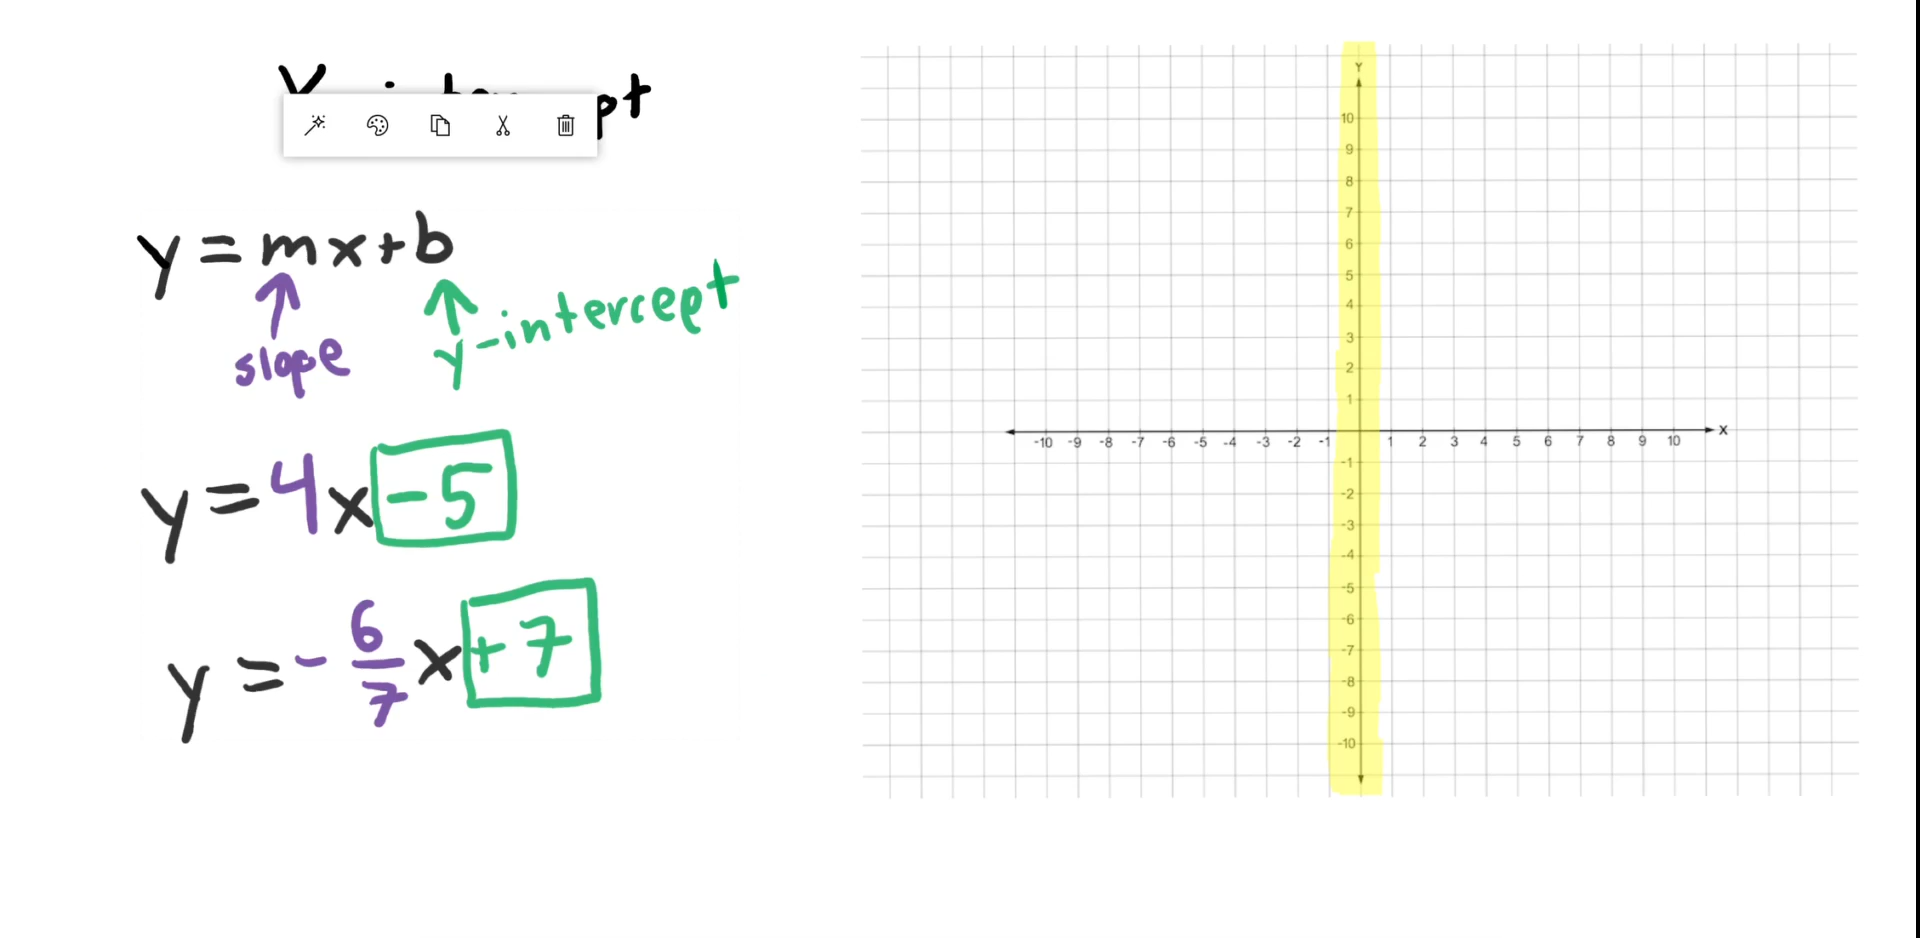 pt
y = mx + b
slope
y-intercept
y = 4x - 5
y = - 6/7 x + 7
Y
10
9
8
7
6
5
4
3
2
1
-10 -9 -8 -7 -6 -5 -4 -3 -2 -1 1 2 3 4 5 6 7 8 9 10 X
-1
-2
-3
-4
-5
-6
-7
-8
-9
-10